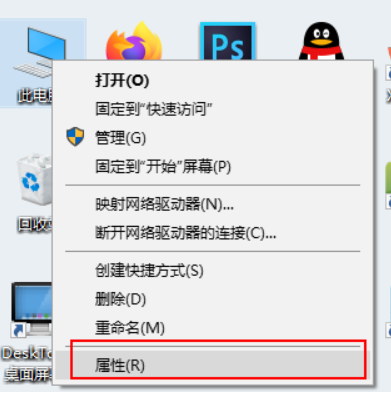 此电
打开(O)
固定到"快速访问"
管理(G)
固定到"开始"屏幕(P)
回收
映射网络驱动器(N)...
断开网络驱动器的连接(C)...
创建快捷方式(S)
删除(D)
重命名(M)
DeskTo
桌面屏
属性(R)
Ps